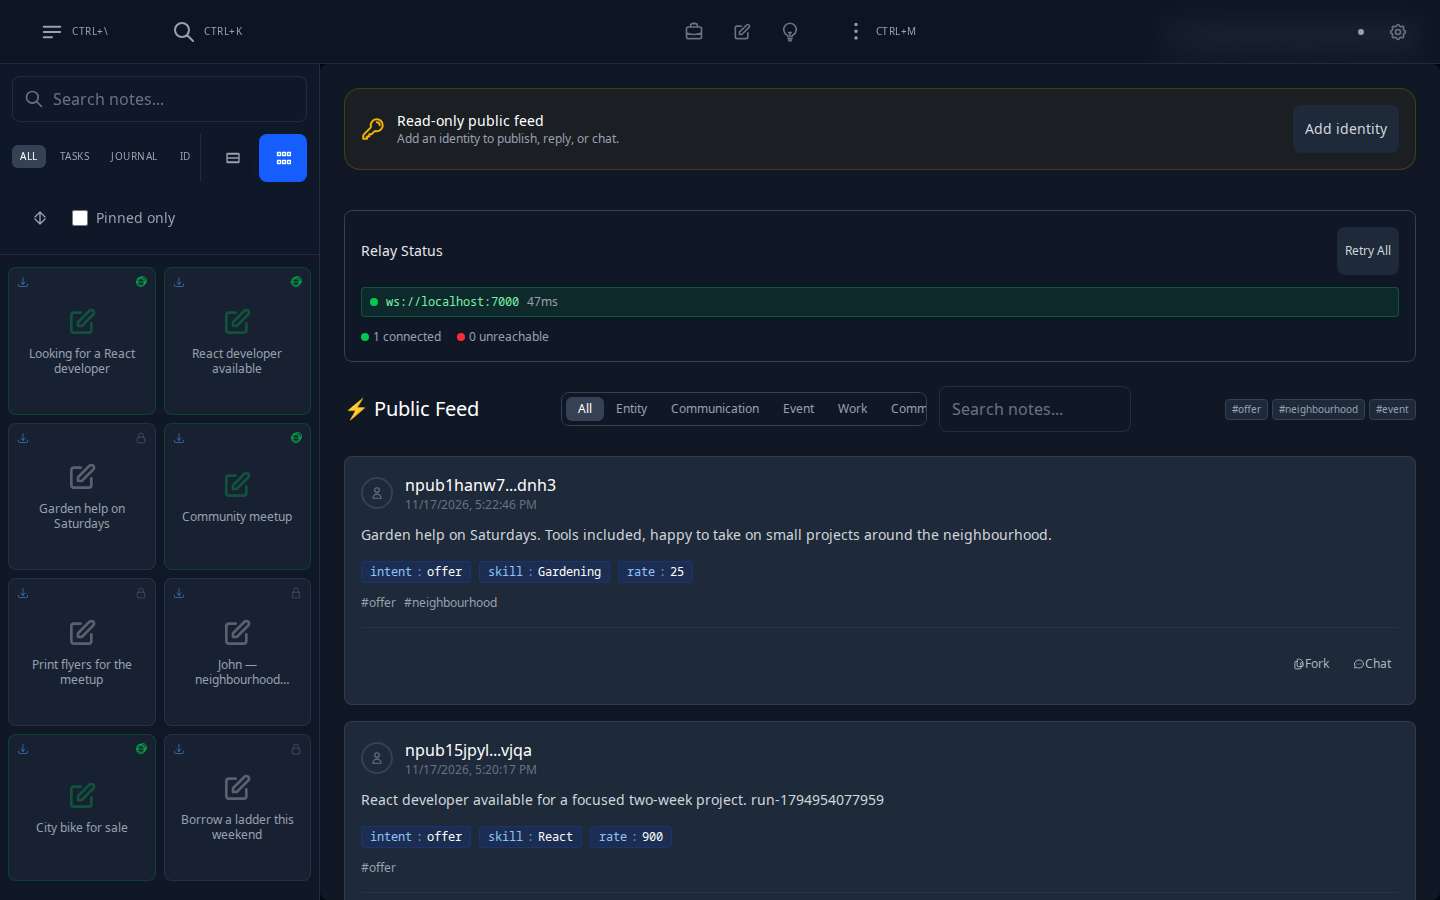 CTRL+\
CTRL+K
CTRL+M
Search notes...
ALL TASKS JOURNAL ID
Pinned only
Looking for a React
developer
React developer
available
Garden help on
Saturdays
Community meetup
Print flyers for the
meetup
John —
neighbourhood...
City bike for sale
Borrow a ladder this
weekend
Read-only public feed
Add an identity to publish, reply, or chat.
Add identity
Relay Status
Retry All
ws://localhost:7000 47ms
1 connected 0 unreachable
⚡ Public Feed
All Entity Communication Event Work Comm
Search notes...
#offer #neighbourhood #event
npub1hanw7...dnh3
11/17/2026, 5:22:46 PM
Garden help on Saturdays. Tools included, happy to take on small projects around the neighbourhood.
intent : offer skill : Gardening rate : 25
#offer #neighbourhood
Fork Chat
npub15jpyl...vjqa
11/17/2026, 5:20:17 PM
React developer available for a focused two-week project. run-1794954077959
intent : offer skill : React rate : 900
#offer